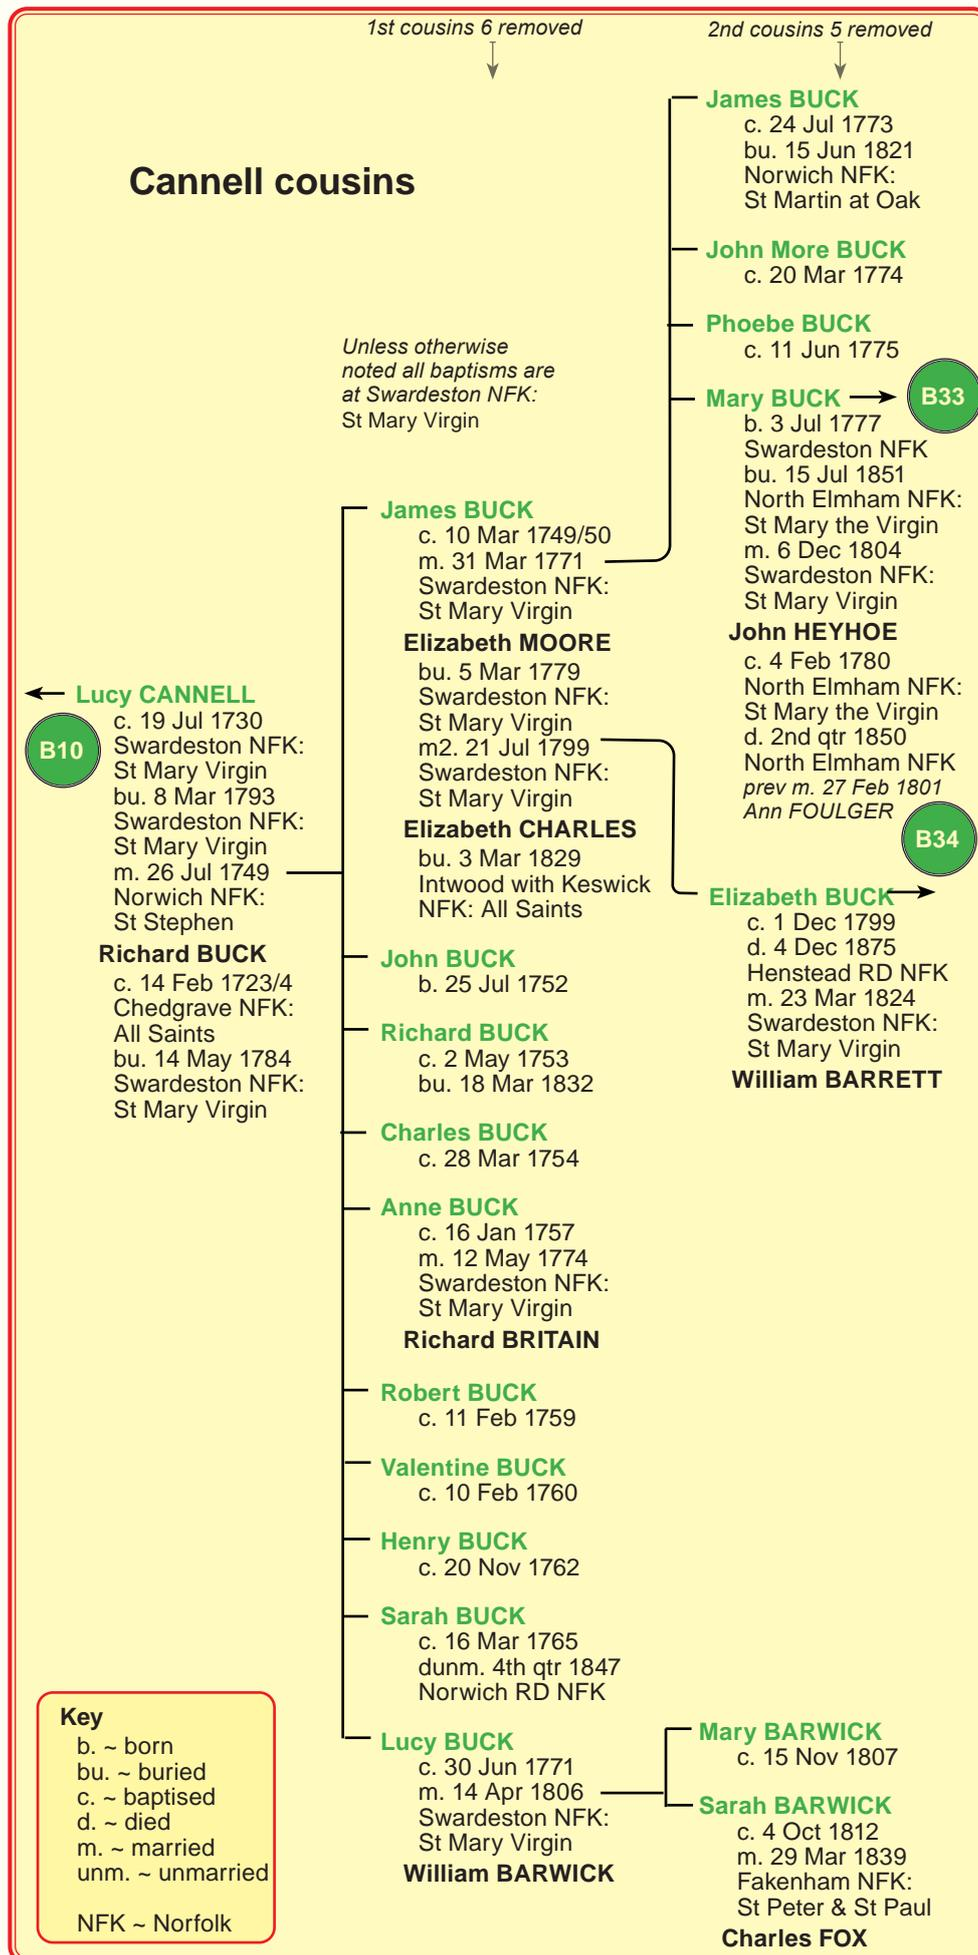 1st cousins 6 removed
2nd cousins 5 removed
Cannell cousins
Unless otherwise
noted all baptisms are
at Swardeston NFK:
St Mary Virgin
Lucy CANNELL
B10
c. 19 Jul 1730
Swardeston NFK:
St Mary Virgin
bu. 8 Mar 1793
Swardeston NFK:
St Mary Virgin
m. 26 Jul 1749
Norwich NFK:
St Stephen
Richard BUCK
c. 14 Feb 1723/4
Chedgrave NFK:
All Saints
bu. 14 May 1784
Swardeston NFK:
St Mary Virgin
James BUCK
c. 10 Mar 1749/50
m. 31 Mar 1771
Swardeston NFK:
St Mary Virgin
Elizabeth MOORE
bu. 5 Mar 1779
Swardeston NFK:
St Mary Virgin
m2. 21 Jul 1799
Swardeston NFK:
St Mary Virgin
Elizabeth CHARLES
bu. 3 Mar 1829
Intwood with Keswick
NFK: All Saints
John BUCK
b. 25 Jul 1752
Richard BUCK
c. 2 May 1753
bu. 18 Mar 1832
Charles BUCK
c. 28 Mar 1754
Anne BUCK
c. 16 Jan 1757
m. 12 May 1774
Swardeston NFK:
St Mary Virgin
Richard BRITAIN
Robert BUCK
c. 11 Feb 1759
Valentine BUCK
c. 10 Feb 1760
Henry BUCK
c. 20 Nov 1762
Sarah BUCK
c. 16 Mar 1765
dunm. 4th qtr 1847
Norwich RD NFK
Lucy BUCK
c. 30 Jun 1771
m. 14 Apr 1806
Swardeston NFK:
St Mary Virgin
William BARWICK
James BUCK
c. 24 Jul 1773
bu. 15 Jun 1821
Norwich NFK:
St Martin at Oak
John More BUCK
c. 20 Mar 1774
Phoebe BUCK
c. 11 Jun 1775
Mary BUCK
B33
b. 3 Jul 1777
Swardeston NFK
bu. 15 Jul 1851
North Elmham NFK:
St Mary the Virgin
m. 6 Dec 1804
Swardeston NFK:
St Mary Virgin
John HEYHOE
c. 4 Feb 1780
North Elmham NFK:
St Mary the Virgin
d. 2nd qtr 1850
North Elmham NFK
prev m. 27 Feb 1801
Ann FOULGER
B34
Elizabeth BUCK
c. 1 Dec 1799
d. 4 Dec 1875
Henstead RD NFK
m. 23 Mar 1824
Swardeston NFK:
St Mary Virgin
William BARRETT
Mary BARWICK
c. 15 Nov 1807
Sarah BARWICK
c. 4 Oct 1812
m. 29 Mar 1839
Fakenham NFK:
St Peter & St Paul
Charles FOX
Key
b. ~ born
bu. ~ buried
c. ~ baptised
d. ~ died
m. ~ married
unm. ~ unmarried
NFK ~ Norfolk